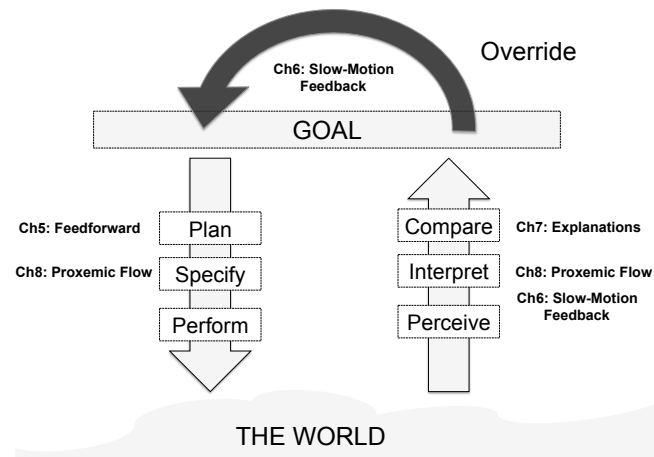 Override
Ch6: Slow-Motion
Feedback
GOAL
Ch5: Feedforward
Plan
Compare
Ch7: Explanations
Ch8: Proxemic Flow
Specify
Interpret
Ch8: Proxemic Flow
Ch6: Slow-Motion
Feedback
Perform
Perceive
THE WORLD